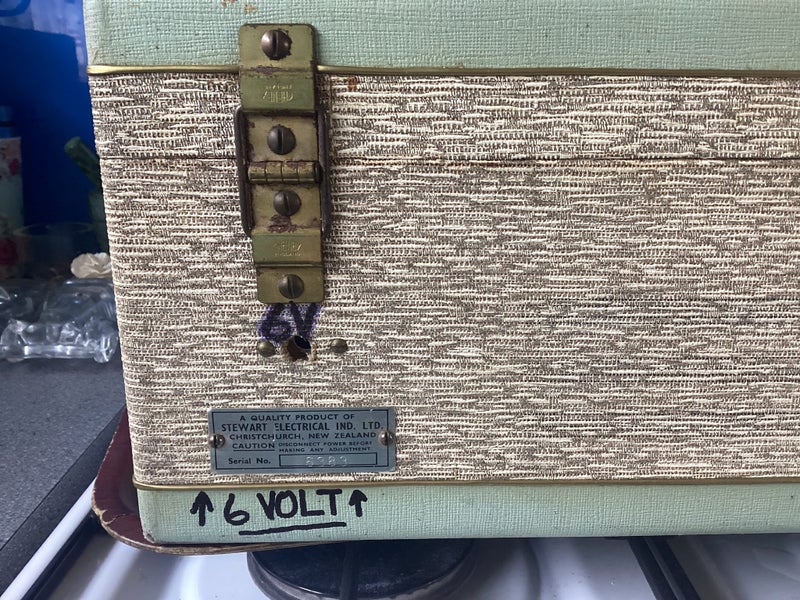 6V
A QUALITY PRODUCT OF
STEWART ELECTRICAL IND. LTD.
CHRISTCHURCH, NEW ZEALAND
CAUTION DISCONNECT POWER BEFORE
MAKING ANY ADJUSTMENT
Serial No.
↑ 6 VOLT ↑